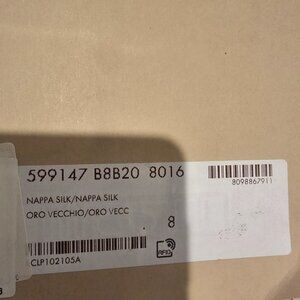 599147 B8B20 8016
8098867911
NAPPA SILK/NAPPA SILK
ORO VECCHIO/ORO VECC
8
RFID
CLP102105A